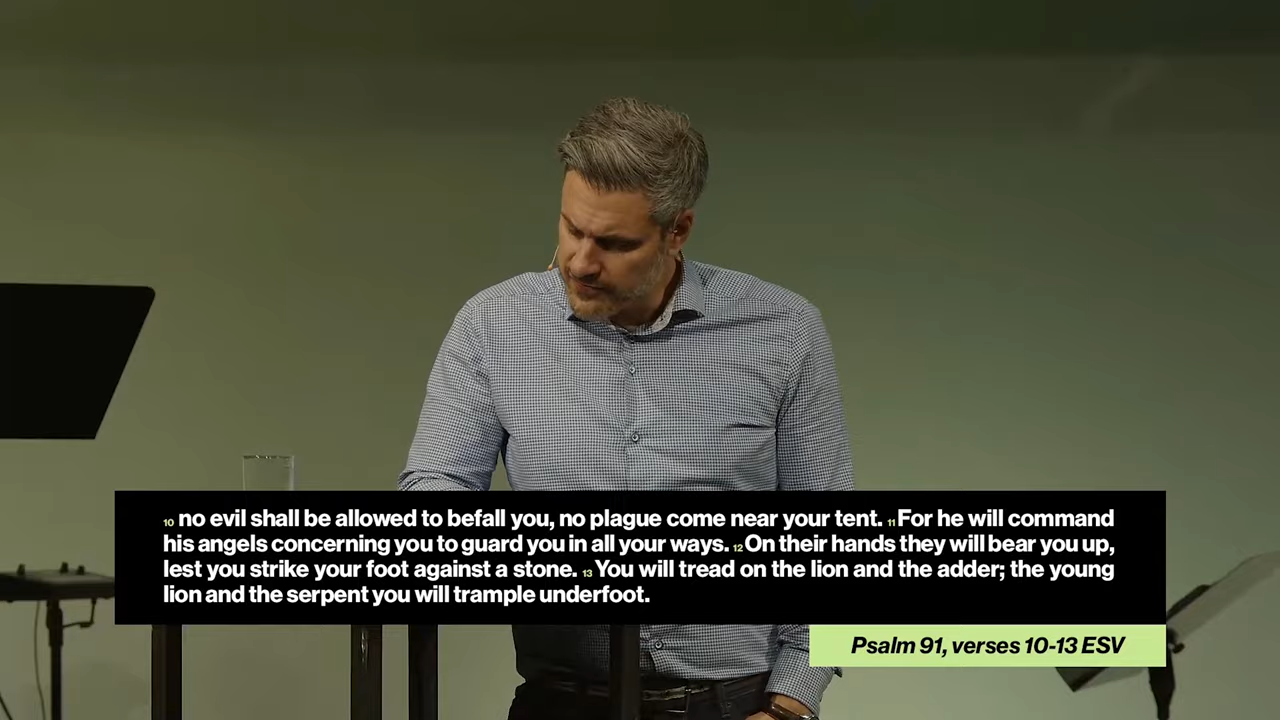 10 no evil shall be allowed to befall you, no plague come near your tent. 11 For he will command
his angels concerning you to guard you in all your ways. 12 On their hands they will bear you up,
lest you strike your foot against a stone. 13 You will tread on the lion and the adder; the young
lion and the serpent you will trample underfoot.
Psalm 91, verses 10-13 ESV